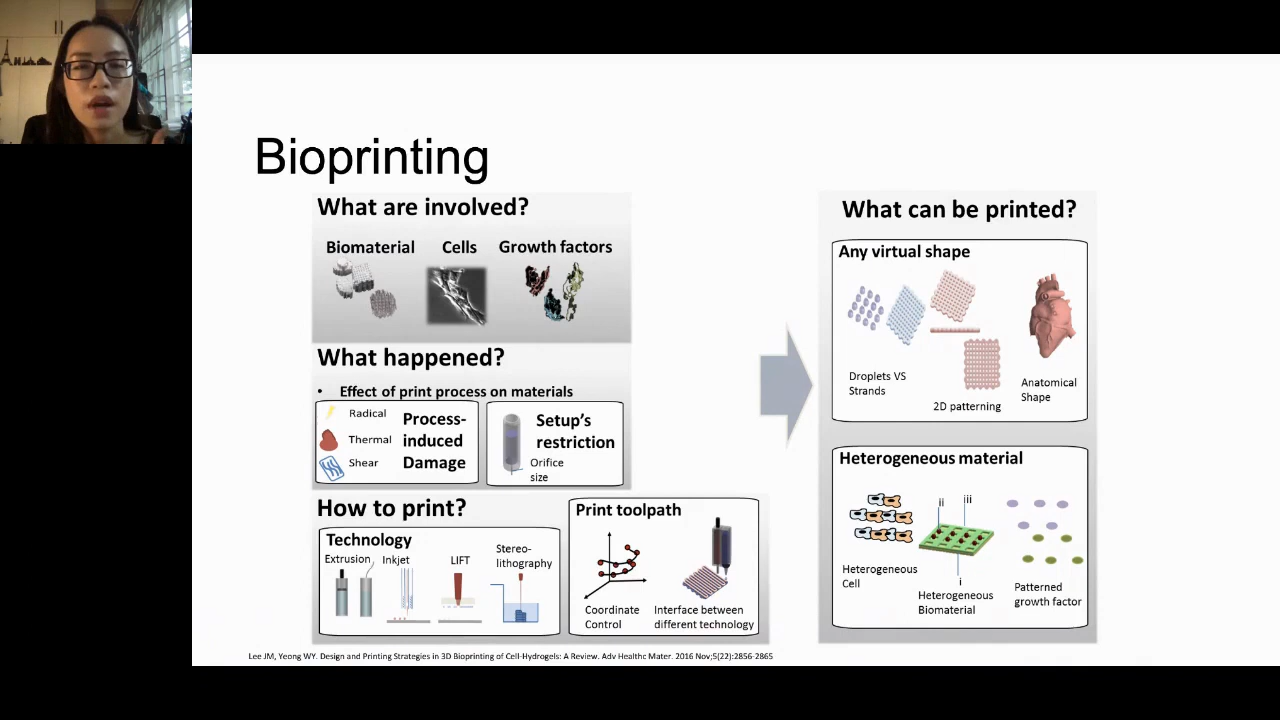 Bioprinting
What are involved?
Biomaterial
Cells
Growth factors
What happened?
• Effect of print process on materials
Radical
Thermal
Shear
Process-
induced
Damage
Setup's
restriction
Orifice
size
How to print?
Technology
Extrusion
Inkjet
LIFT
Stereo-
lithography
Print toolpath
Coordinate
Control
Interface between
different technology
What can be printed?
Any virtual shape
Droplets VS
Strands
2D patterning
Anatomical
Shape
Heterogeneous material
Heterogeneous
Cell
ii
iii
i
Heterogeneous
Biomaterial
Patterned
growth factor
Lee JM, Yeong WY. Design and Printing Strategies in 3D Bioprinting of Cell-Hydrogels: A Review. Adv Healthc Mater. 2016 Nov;5(22):2856-2865